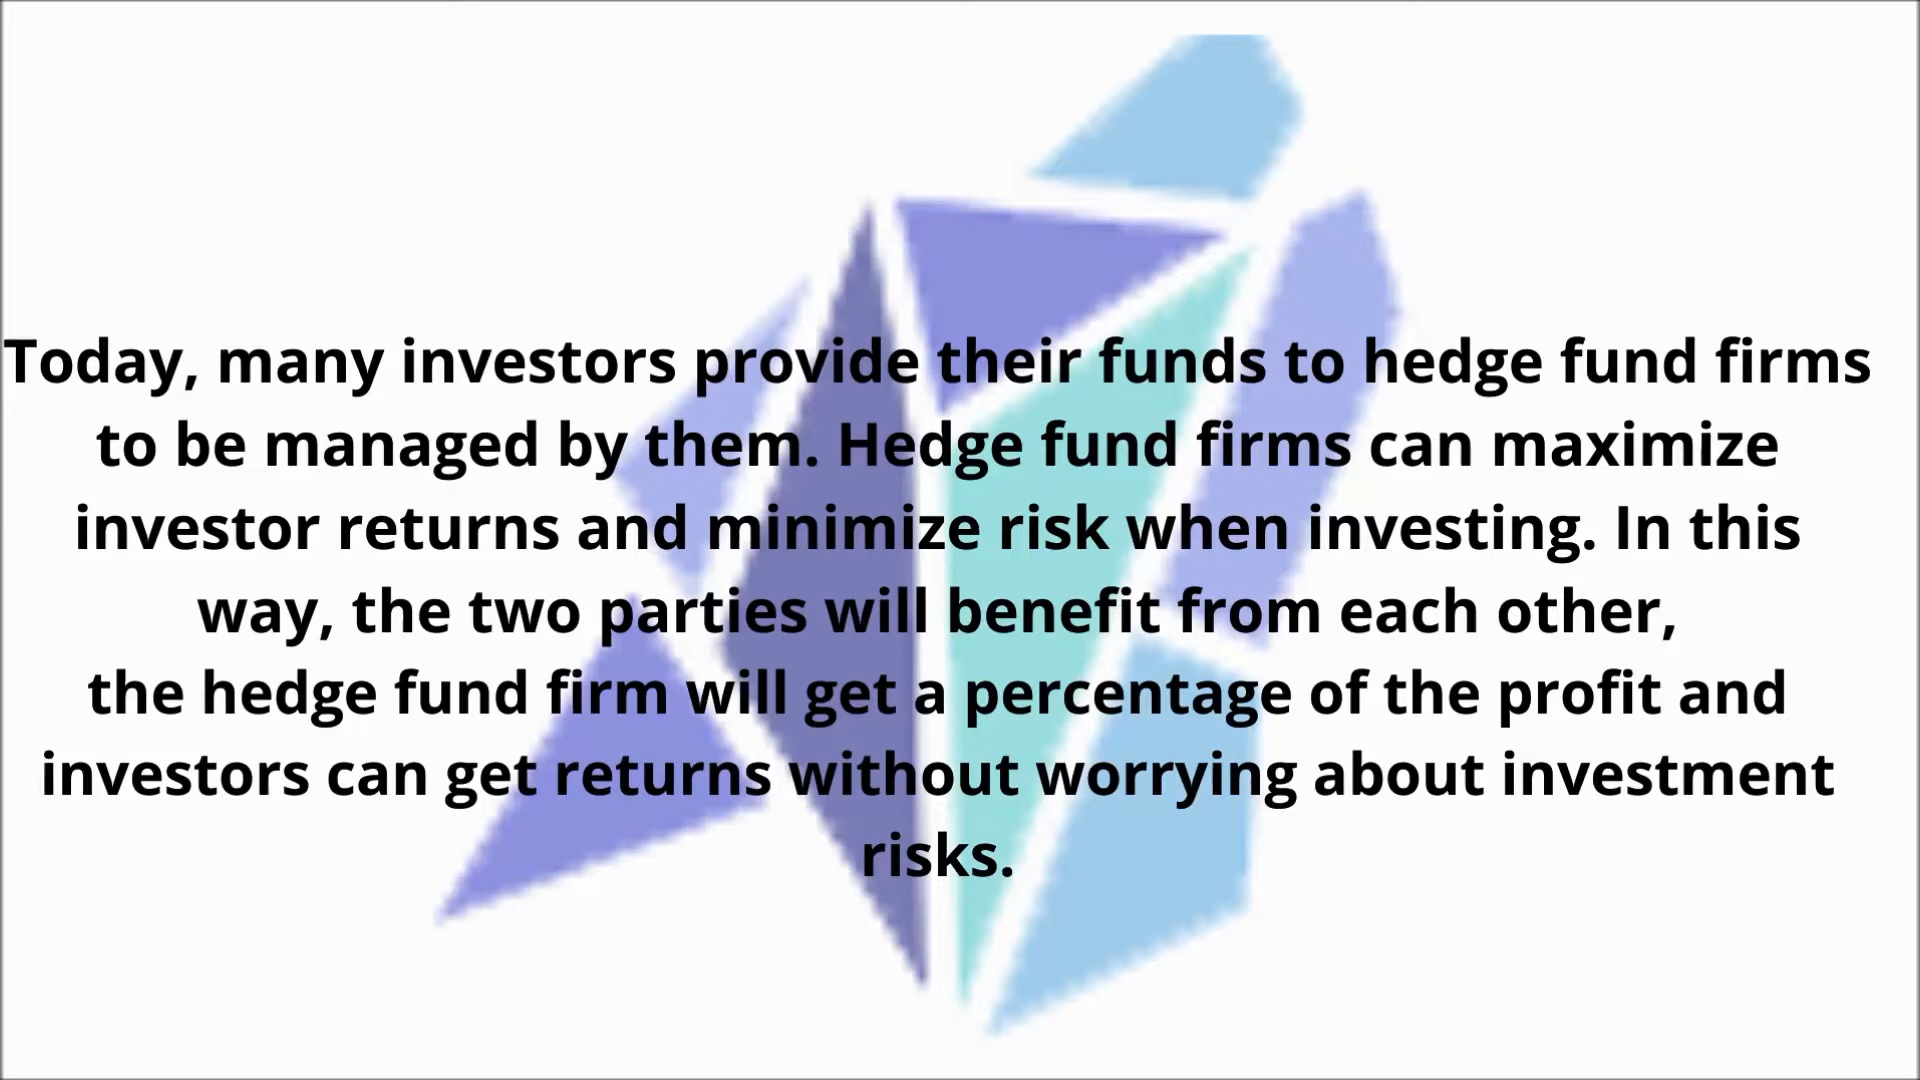 Today, many investors provide their funds to hedge fund firms
to be managed by them. Hedge fund firms can maximize
investor returns and minimize risk when investing. In this
way, the two parties will benefit from each other,
the hedge fund firm will get a percentage of the profit and
investors can get returns without worrying about investment
risks.